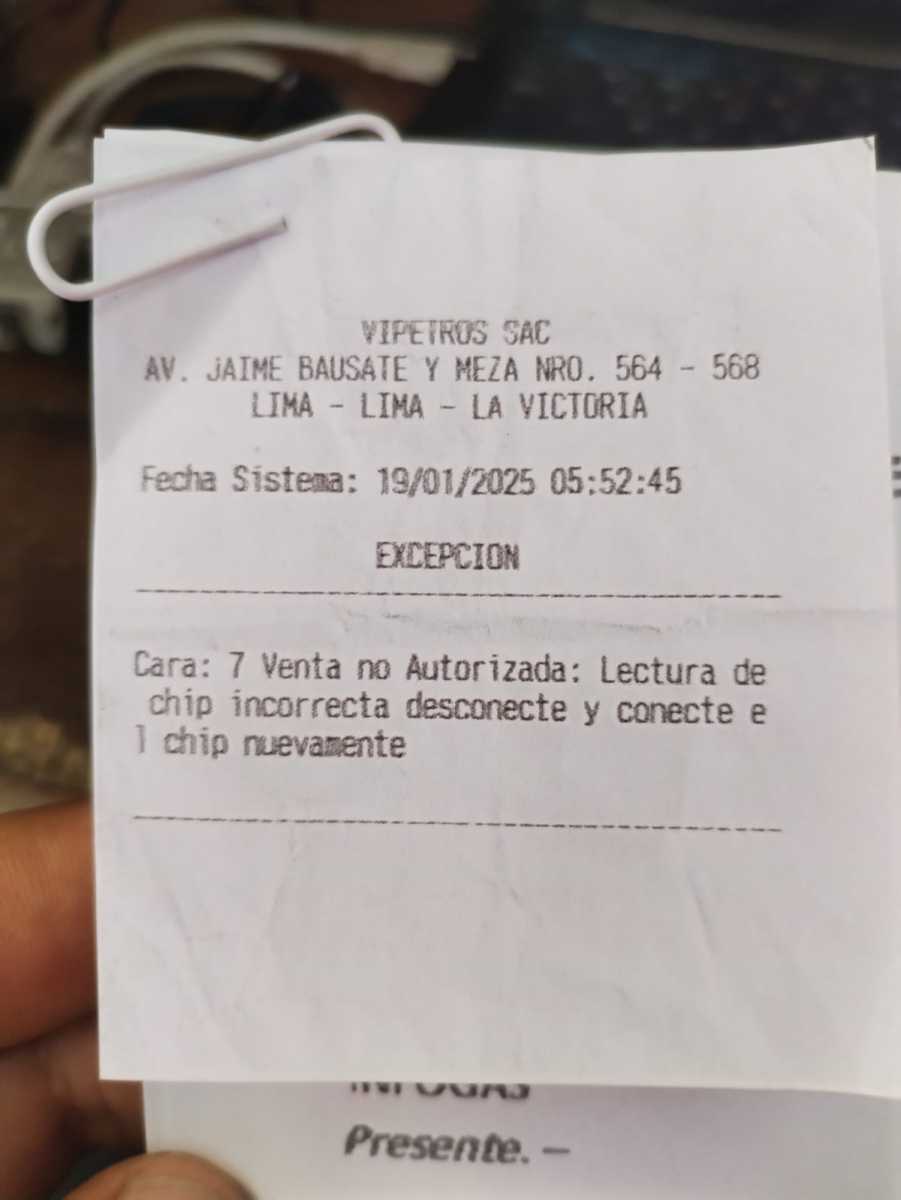 VIPETROS SAC
AV. JAIME BAUSATE Y MEZA NRO. 564 - 568
LIMA - LIMA - LA VICTORIA
Fecha Sistema: 19/01/2025 05:52:45
EXCEPCION
Cara: 7 Venta no Autorizada: Lectura de
chip incorrecta desconecte y conecte e
l chip nuevamente
INFOGAS
Presente. –